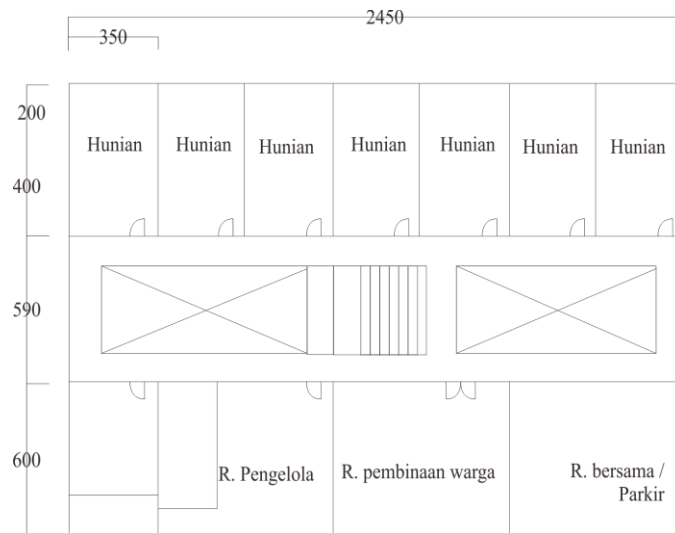 2450
350
200
Hunian Hunian Hunian Hunian Hunian Hunian Hunian
400
590
600
R. Pengelola R. pembinaan warga R. bersama /
Parkir